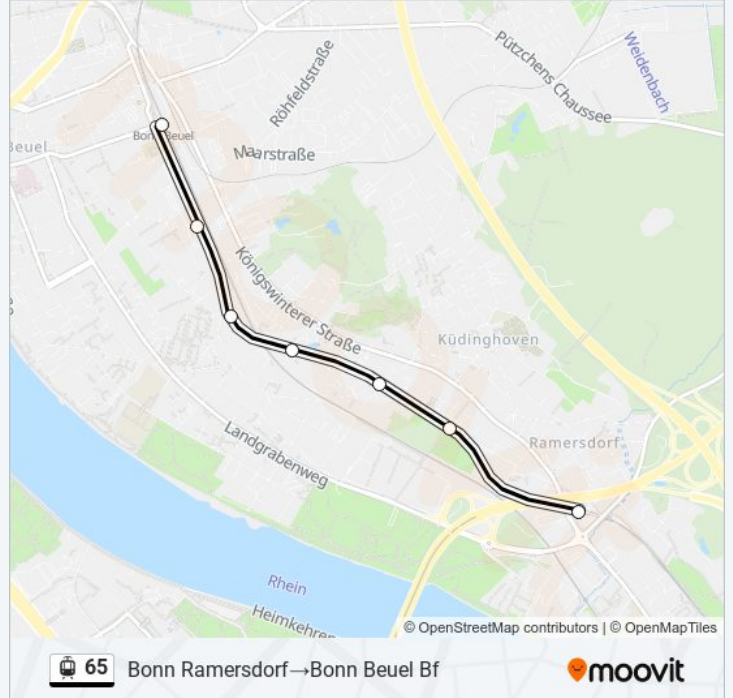 Pützchens Chaussee
Weidenbach
Röhfeldstraße
Bonn Beuel
Beuel
Maarstraße
Königswinterer Straße
Küdinghoven
Ramersdorf
Landgrabenweg
Rhein
Heimkehrer
© OpenStreetMap contributors | © OpenMapTiles
65 Bonn Ramersdorf→Bonn Beuel Bf
moovit